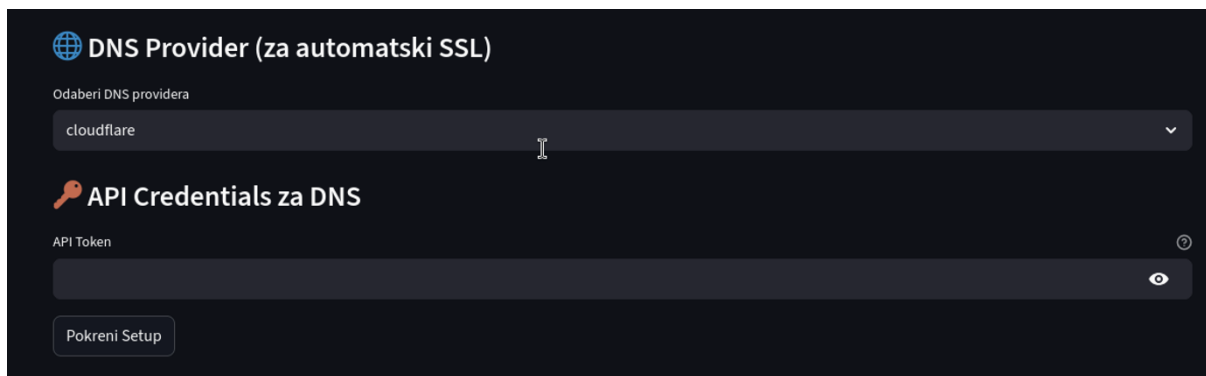 DNS Provider (za automatski SSL)
Odaberi DNS providera
cloudflare
API Credentials za DNS
API Token
Pokreni Setup